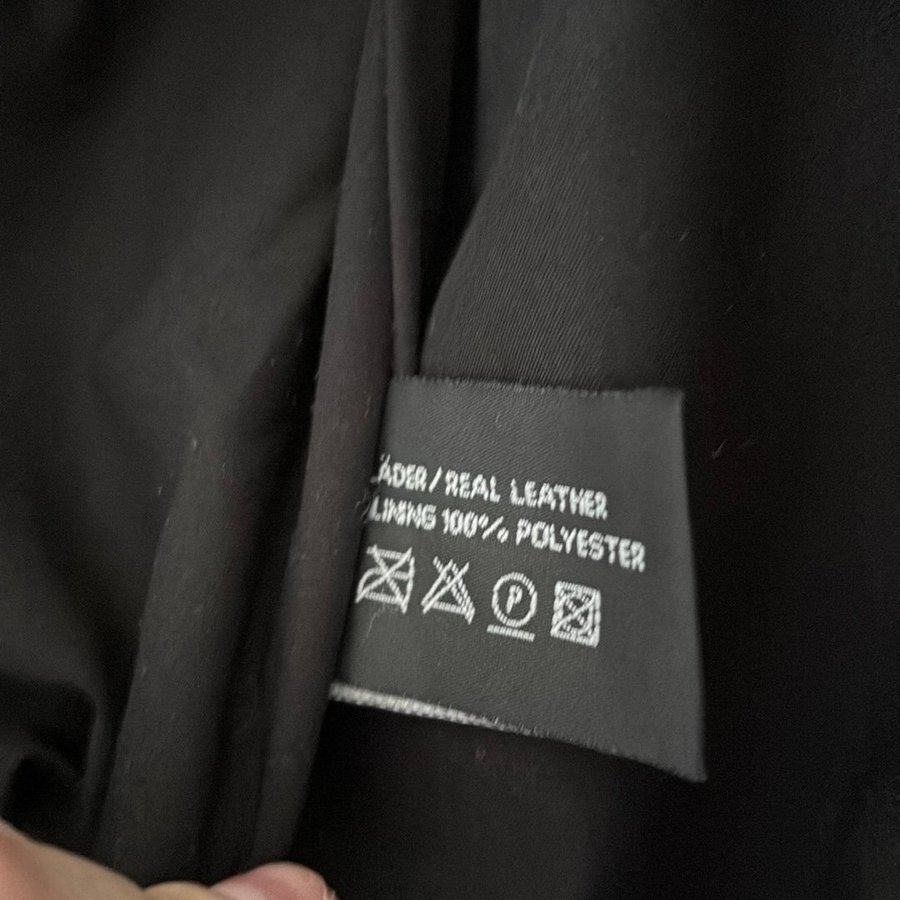 LÄDER / REAL LEATHER
LINING 100% POLYESTER
P